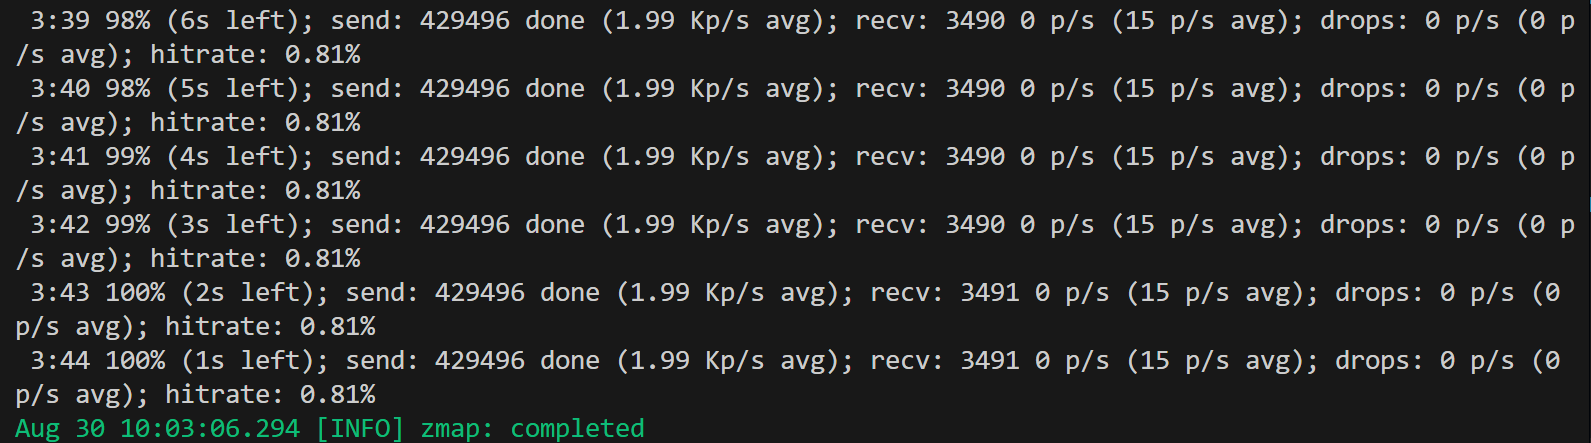 3:39 98% (6s left); send: 429496 done (1.99 Kp/s avg); recv: 3490 0 p/s (15 p/s avg); drops: 0 p/s (0 p
/s avg); hitrate: 0.81%
3:40 98% (5s left); send: 429496 done (1.99 Kp/s avg); recv: 3490 0 p/s (15 p/s avg); drops: 0 p/s (0 p
/s avg); hitrate: 0.81%
3:41 99% (4s left); send: 429496 done (1.99 Kp/s avg); recv: 3490 0 p/s (15 p/s avg); drops: 0 p/s (0 p
/s avg); hitrate: 0.81%
3:42 99% (3s left); send: 429496 done (1.99 Kp/s avg); recv: 3490 0 p/s (15 p/s avg); drops: 0 p/s (0 p
/s avg); hitrate: 0.81%
3:43 100% (2s left); send: 429496 done (1.99 Kp/s avg); recv: 3491 0 p/s (15 p/s avg); drops: 0 p/s (0
p/s avg); hitrate: 0.81%
3:44 100% (1s left); send: 429496 done (1.99 Kp/s avg); recv: 3491 0 p/s (15 p/s avg); drops: 0 p/s (0
p/s avg); hitrate: 0.81%
Aug 30 10:03:06.294 [INFO] zmap: completed